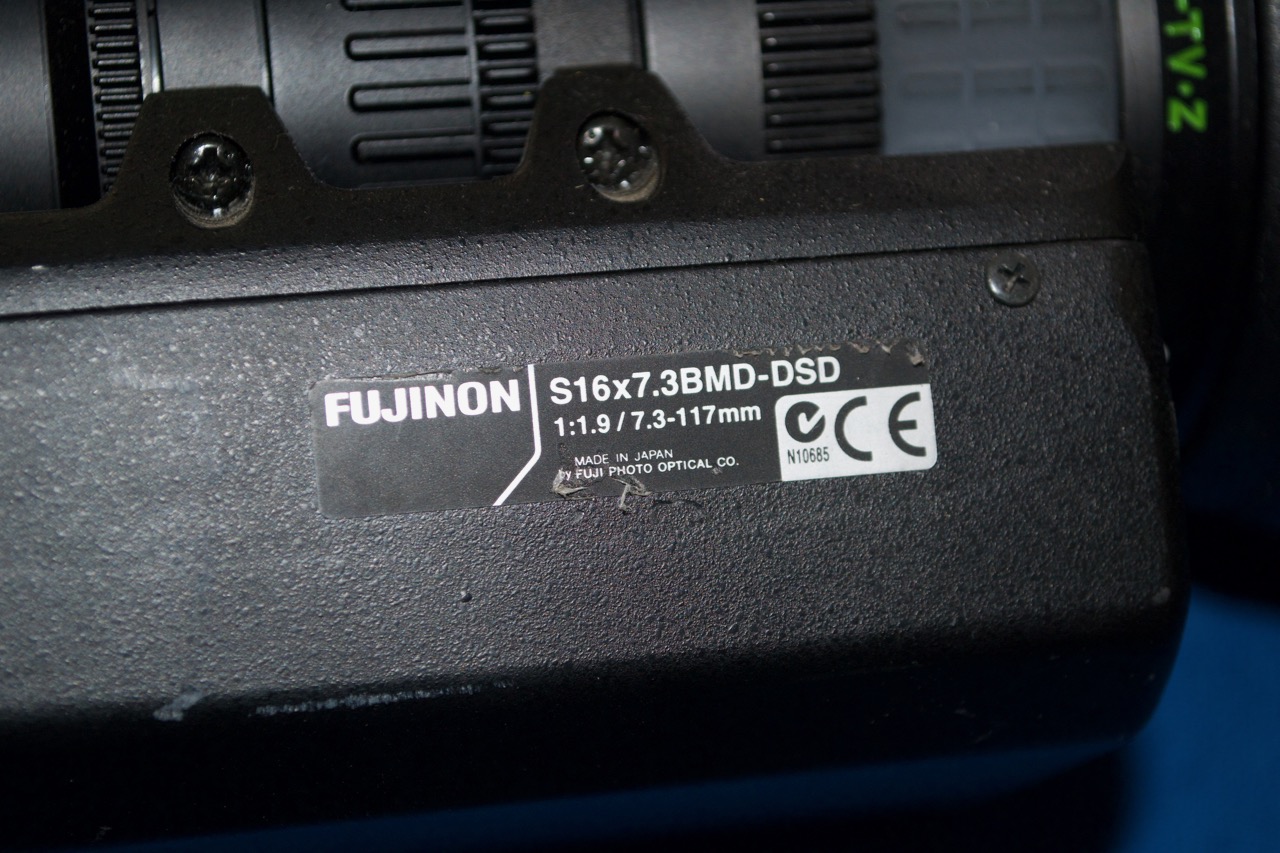 -TV-Z
FUJINON
S16x7.3BMD-DSD
1:1.9 / 7.3-117mm
MADE IN JAPAN
by FUJI PHOTO OPTICAL CO.
N10685
CE